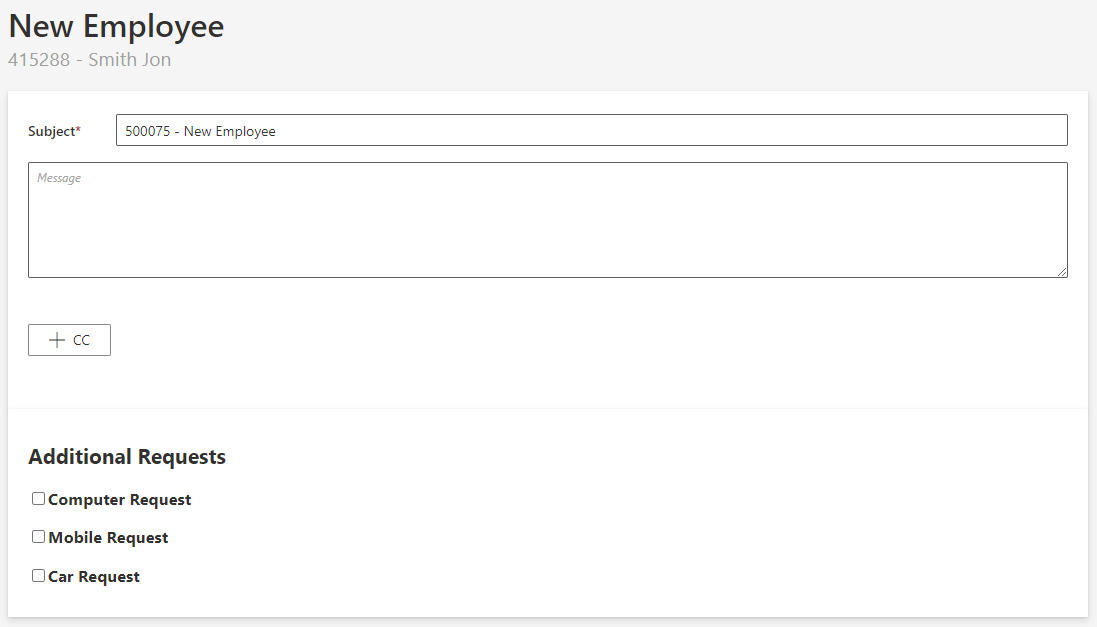 New Employee
415288 - Smith Jon
Subject*
500075 - New Employee
Message
CC
Additional Requests
Computer Request
Mobile Request
Car Request